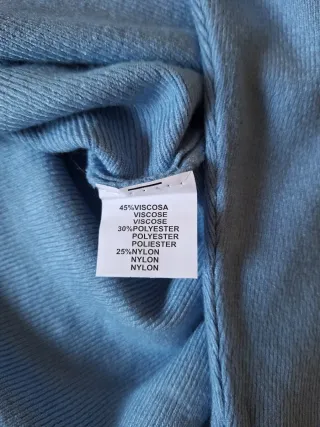 45%VISCOSA
VISCOSE
VISCOSE
30%POLYESTER
POLYESTER
POLIESTER
25%NYLON
NYLON
NYLON